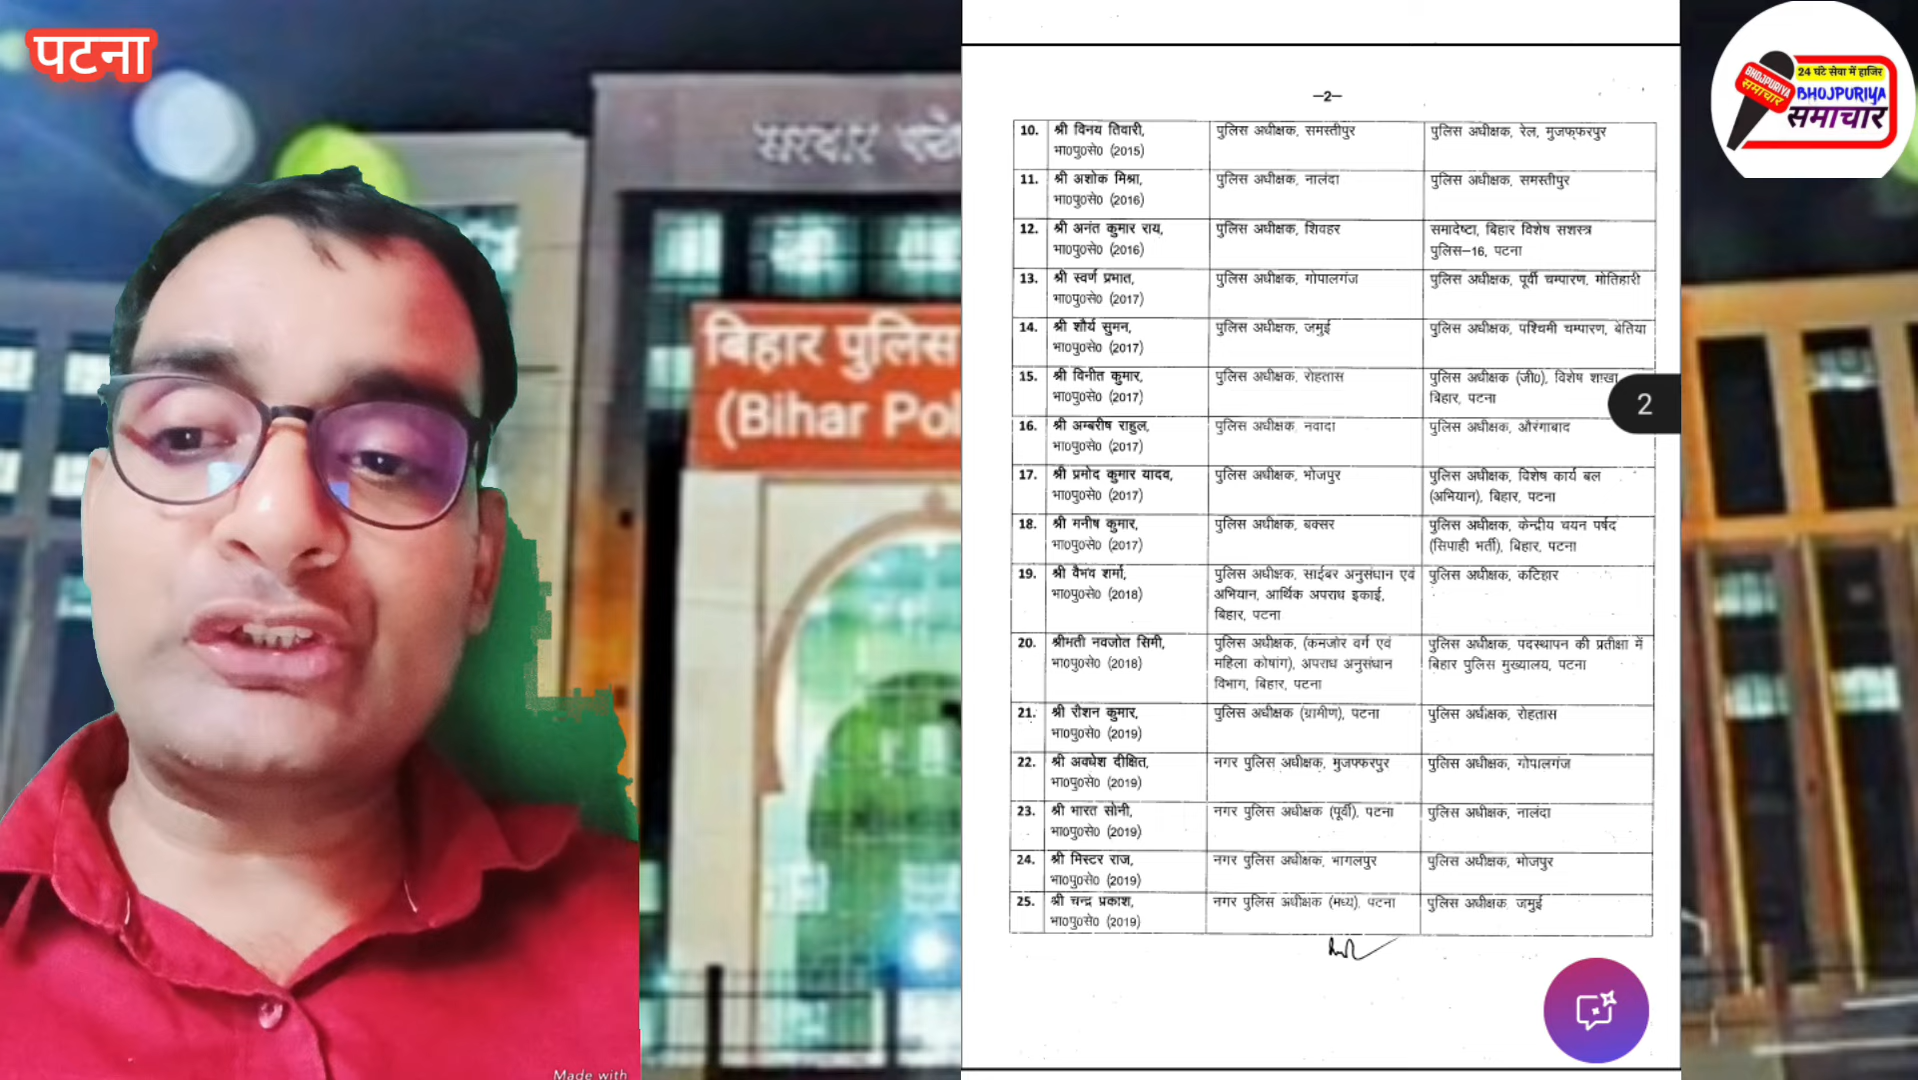 पटना
बिहार पुलिस
(Bihar Pol
Made with
—2—
10. श्री विनय तिवारी, पुलिस अधीक्षक, समस्तीपुर पुलिस अधीक्षक, रेल, मुजफ्फरपुर
भा0पु0से0 (2015)
11. श्री अशोक मिश्रा, पुलिस अधीक्षक, नालंदा पुलिस अधीक्षक, समस्तीपुर
भा0पु0से0 (2016)
12. श्री अनंत कुमार राय, पुलिस अधीक्षक, शिवहर समादेष्टा, बिहार विशेष सशस्त्र
भा0पु0से0 (2016) पुलिस—16, पटना
13. श्री स्वर्ण प्रभात, पुलिस अधीक्षक, गोपालगंज पुलिस अधीक्षक, पूर्वी चम्पारण, मोतिहारी
भा0पु0से0 (2017)
14. श्री शौर्य सुमन, पुलिस अधीक्षक, जमुई पुलिस अधीक्षक, पश्चिमी चम्पारण, बेतिया
भा0पु0से0 (2017)
15. श्री विनीत कुमार, पुलिस अधीक्षक, रोहतास पुलिस अधीक्षक (जी0), विशेष शाखा
भा0पु0से0 (2017) बिहार, पटना
16. श्री अम्बरीष राहुल, पुलिस अधीक्षक, नवादा पुलिस अधीक्षक, औरंगाबाद
भा0पु0से0 (2017)
17. श्री प्रमोद कुमार यादव, पुलिस अधीक्षक, भोजपुर पुलिस अधीक्षक, विशेष कार्य बल
भा0पु0से0 (2017) (अभियान), बिहार, पटना
18. श्री मनीष कुमार, पुलिस अधीक्षक, बक्सर पुलिस अधीक्षक, केन्द्रीय चयन पर्षद
भा0पु0से0 (2017) (सिपाही भर्ती), बिहार, पटना
19. श्री वैभव शर्मा, पुलिस अधीक्षक, साईबर अनुसंधान एवं पुलिस अधीक्षक, कटिहार
भा0पु0से0 (2018) अभियान, आर्थिक अपराध इकाई,
बिहार, पटना
20. श्रीमती नवजोत सिमी, पुलिस अधीक्षक, (कमजोर वर्ग एवं पुलिस अधीक्षक, पदस्थापन की प्रतीक्षा में
भा0पु0से0 (2018) महिला कोषांग), अपराध अनुसंधान बिहार पुलिस मुख्यालय, पटना
विभाग, बिहार, पटना
21. श्री रौशन कुमार, पुलिस अधीक्षक (ग्रामीण), पटना पुलिस अधीक्षक, रोहतास
भा0पु0से0 (2019)
22. श्री अवधेश दीक्षित, नगर पुलिस अधीक्षक, मुजफ्फरपुर पुलिस अधीक्षक, गोपालगंज
भा0पु0से0 (2019)
23. श्री भारत सोनी, नगर पुलिस अधीक्षक (पूर्वी), पटना पुलिस अधीक्षक, नालंदा
भा0पु0से0 (2019)
24. श्री मिस्टर राज, नगर पुलिस अधीक्षक, भागलपुर पुलिस अधीक्षक, भोजपुर
भा0पु0से0 (2019)
25. श्री चन्द्र प्रकाश, नगर पुलिस अधीक्षक (मध्य), पटना पुलिस अधीक्षक, जमुई
भा0पु0से0 (2019)
2
24 घंटे सेवा में हाजिर
BHOJPURIYA
समाचार
BHOJPURIYA
समाचार